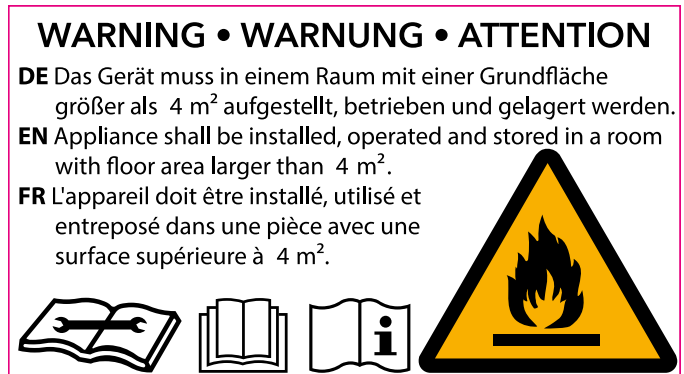 WARNING • WARNUNG • ATTENTION
DE Das Gerät muss in einem Raum mit einer Grundfläche
größer als 4 m² aufgestellt, betrieben und gelagert werden.
EN Appliance shall be installed, operated and stored in a room
with floor area larger than 4 m².
FR L'appareil doit être installé, utilisé et
entreposé dans une pièce avec une
surface supérieure à 4 m².
i